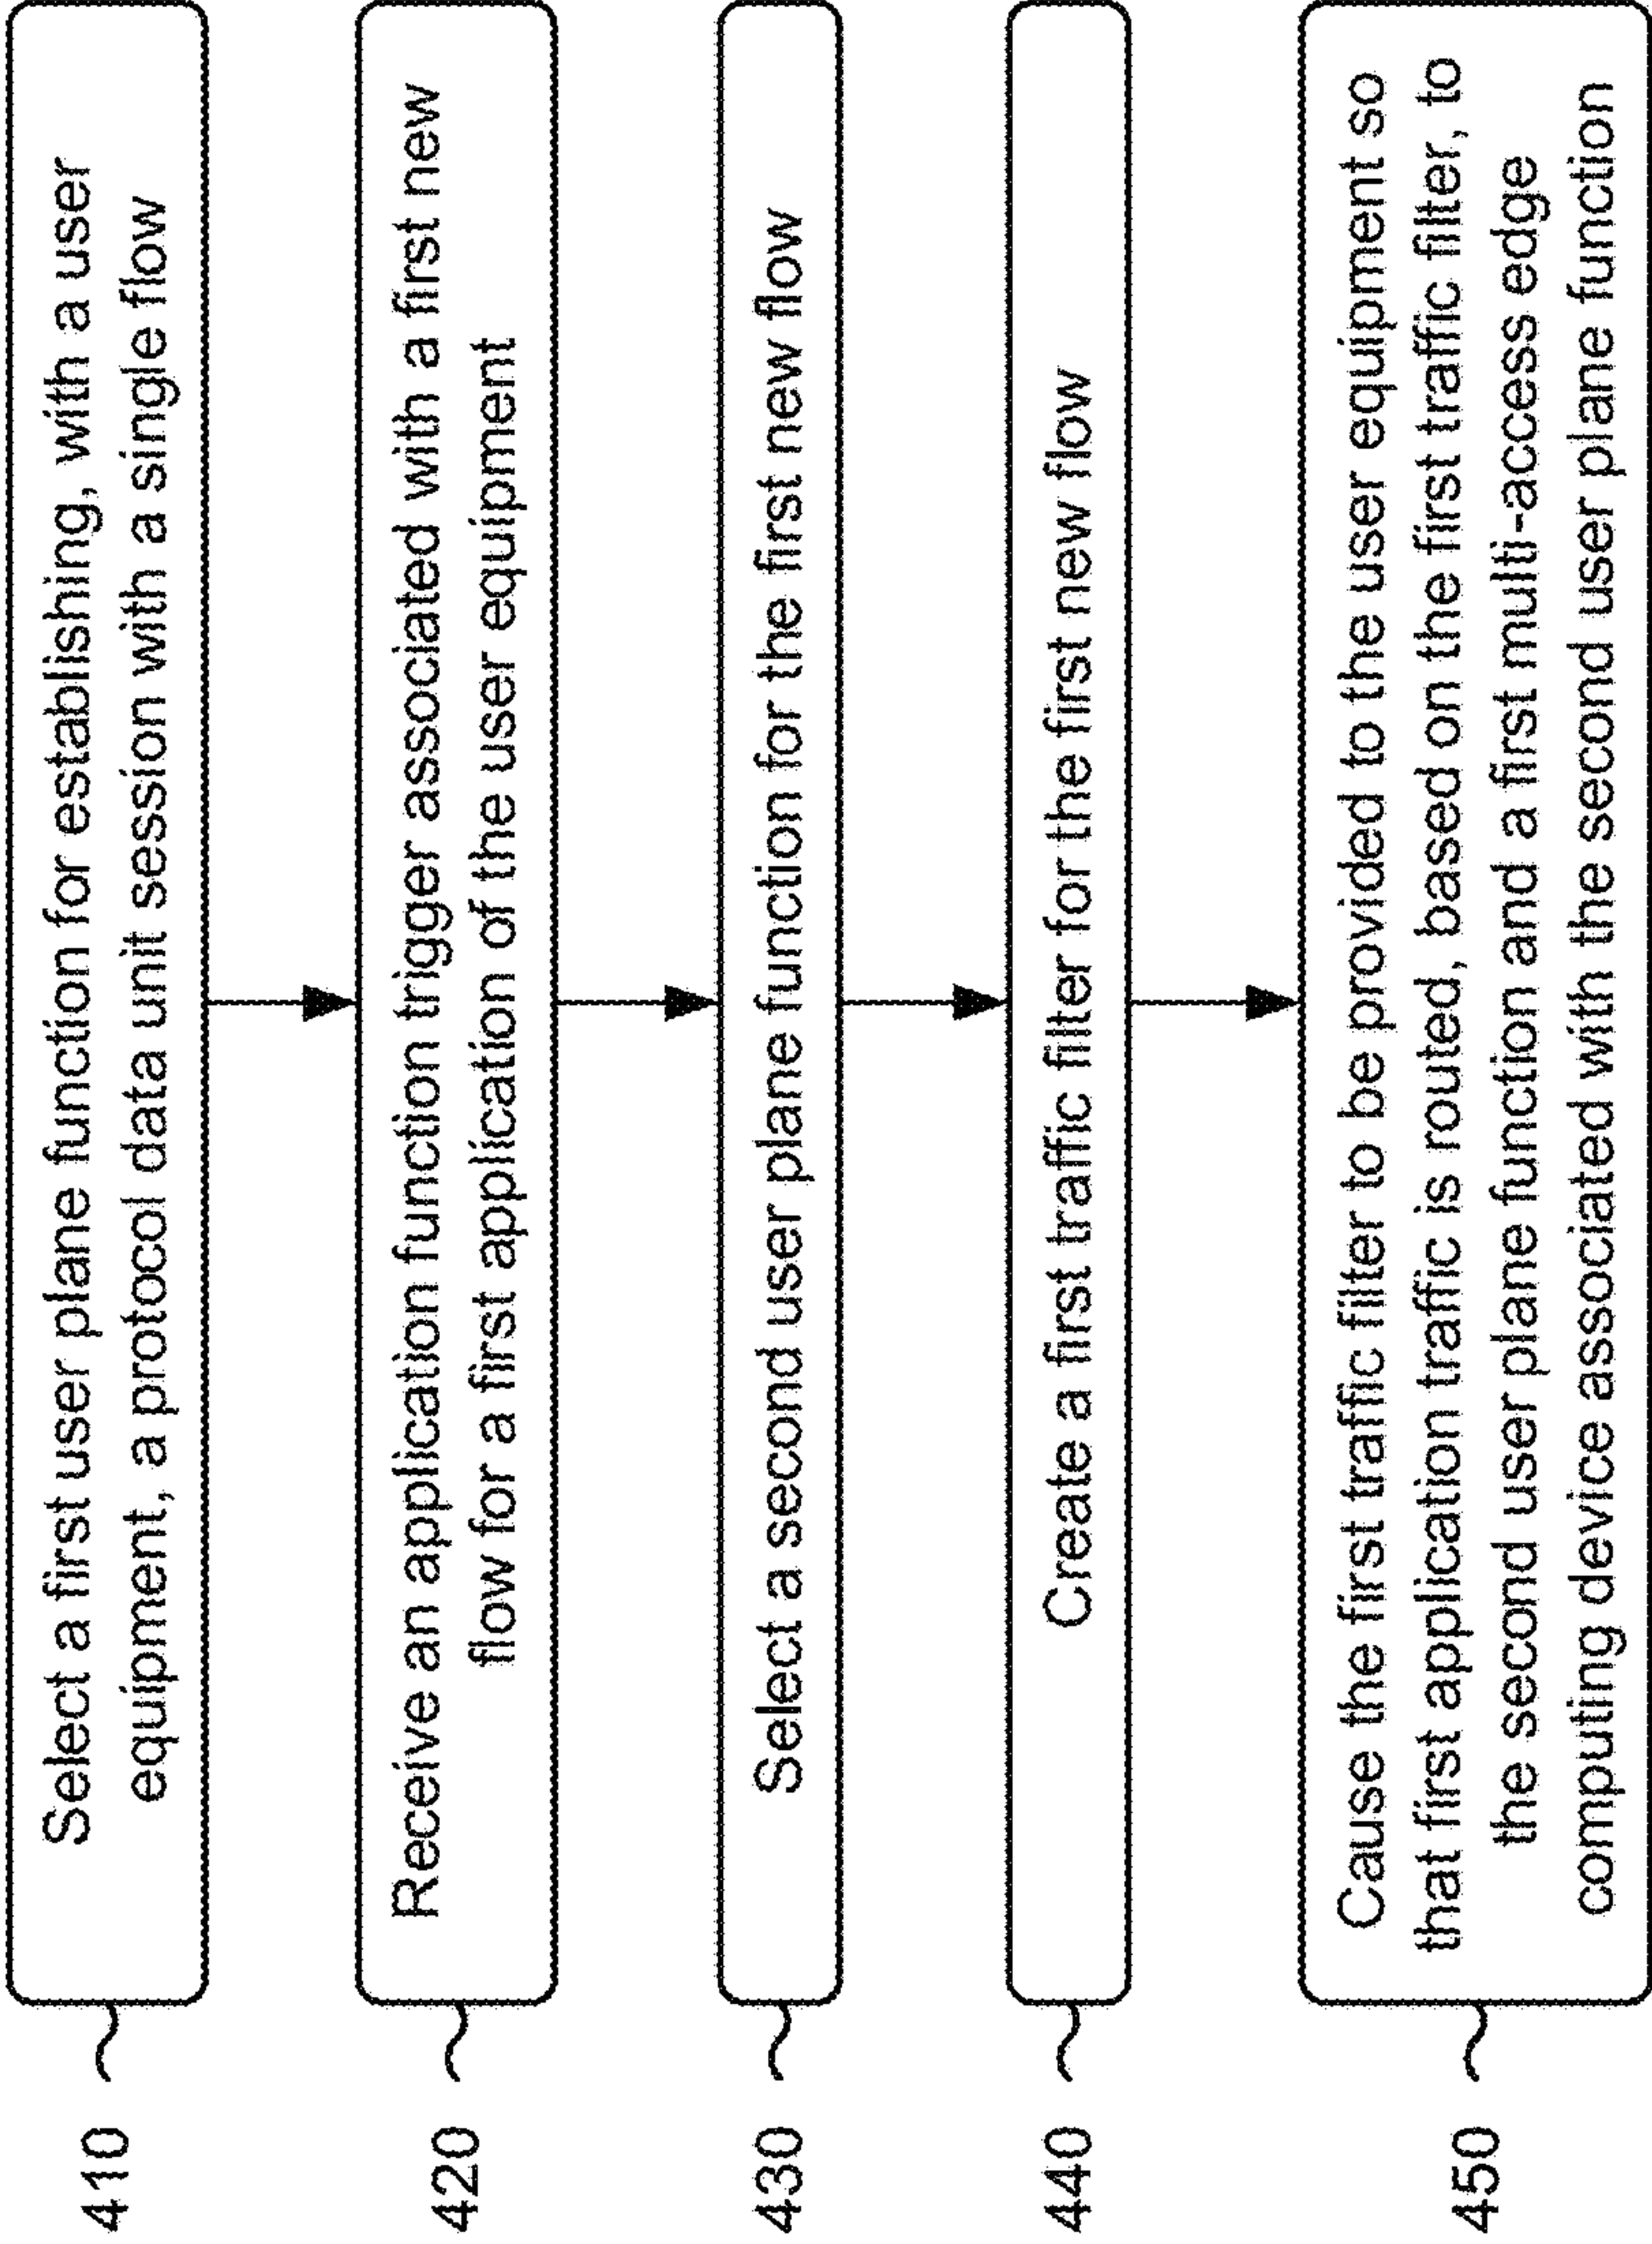 410
Select a first user plane function for establishing, with a user
equipment, a protocol data unit session with a single flow
420
Receive an application function trigger associated with a first new
flow for a first application of the user equipment
430
Select a second user plane function for the first new flow
440
Create a first traffic filter for the first new flow
450
Cause the first traffic filter to be provided to the user equipment so
that first application traffic is routed, based on the first traffic filter, to
the second user plane function and a first multi-access edge
computing device associated with the second user plane function